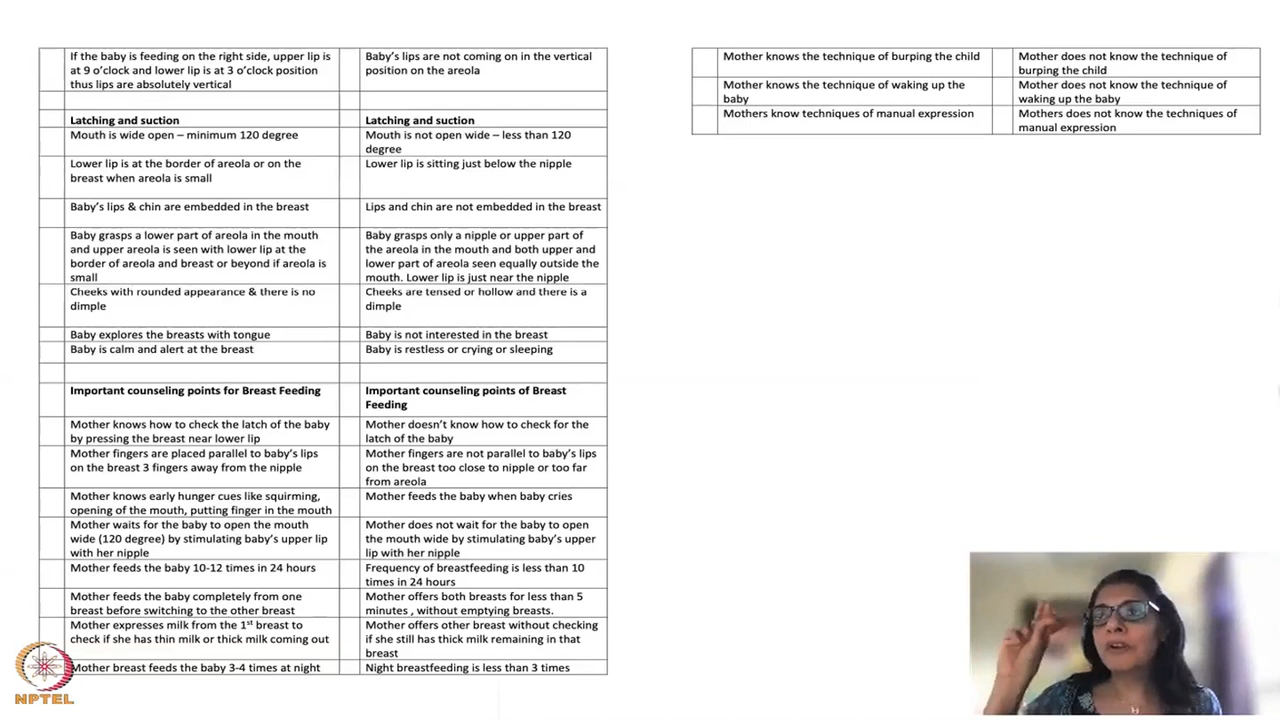 If the baby is feeding on the right side, upper lip is
at 9 o'clock and lower lip is at 3 o'clock position
thus lips are absolutely vertical
Baby's lips are not coming on in the vertical
position on the areola
Latching and suction
Latching and suction
Mouth is wide open – minimum 120 degree
Mouth is not open wide – less than 120
degree
Lower lip is at the border of areola or on the
breast when areola is small
Lower lip is sitting just below the nipple
Baby's lips & chin are embedded in the breast
Lips and chin are not embedded in the breast
Baby grasps a lower part of areola in the mouth
and upper areola is seen with lower lip at the
border of areola and breast or beyond if areola is
small
Baby grasps only a nipple or upper part of
the areola in the mouth and both upper and
lower part of areola seen equally outside the
mouth. Lower lip is just near the nipple
Cheeks with rounded appearance & there is no
dimple
Cheeks are tensed or hollow and there is a
dimple
Baby explores the breasts with tongue
Baby is not interested in the breast
Baby is calm and alert at the breast
Baby is restless or crying or sleeping
Important counseling points for Breast Feeding
Important counseling points of Breast
Feeding
Mother knows how to check the latch of the baby
by pressing the breast near lower lip
Mother doesn't know how to check for the
latch of the baby
Mother fingers are placed parallel to baby's lips
on the breast 3 fingers away from the nipple
Mother fingers are not parallel to baby's lips
on the breast too close to nipple or too far
from areola
Mother knows early hunger cues like squirming,
opening of the mouth, putting finger in the mouth
Mother feeds the baby when baby cries
Mother waits for the baby to open the mouth
wide (120 degree) by stimulating baby's upper lip
with her nipple
Mother does not wait for the baby to open
the mouth wide by stimulating baby's upper
lip with her nipple
Mother feeds the baby 10-12 times in 24 hours
Frequency of breastfeeding is less than 10
times in 24 hours
Mother feeds the baby completely from one
breast before switching to the other breast
Mother offers both breasts for less than 5
minutes , without emptying breasts.
Mother expresses milk from the 1st breast to
check if she has thin milk or thick milk coming out
Mother offers other breast without checking
if she still has thick milk remaining in that
breast
Mother breast feeds the baby 3-4 times at night
Night breastfeeding is less than 3 times
Mother knows the technique of burping the child
Mother does not know the technique of
burping the child
Mother knows the technique of waking up the
baby
Mother does not know the technique of
waking up the baby
Mothers know techniques of manual expression
Mothers does not know the techniques of
manual expression
NPTEL